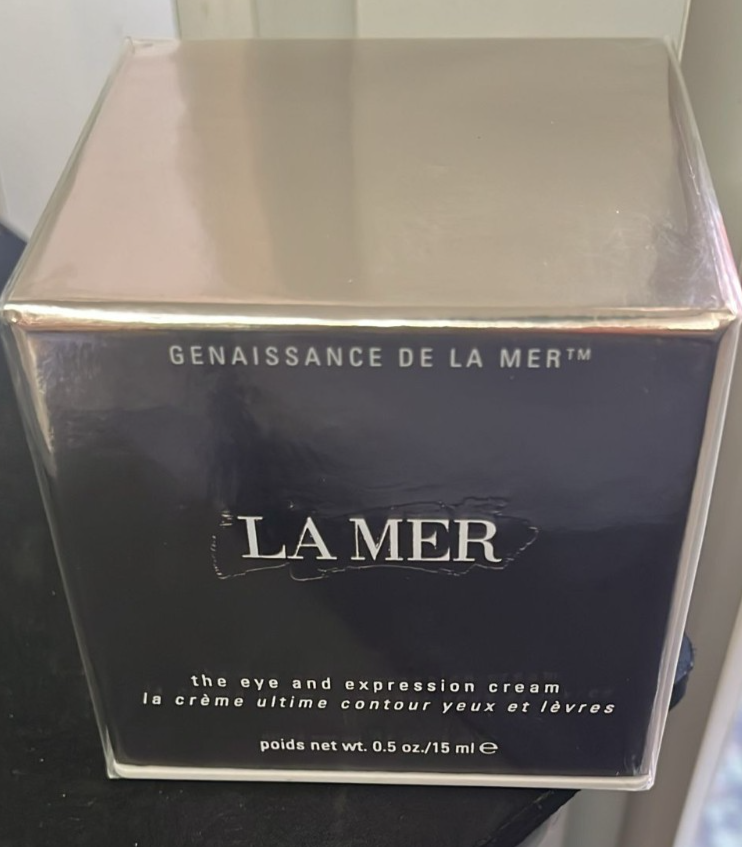 GENAISSANCE DE LA MER™
LA MER
the eye and expression cream
la crème ultime contour yeux et lèvres
poids net wt. 0.5 oz./15 ml ℮